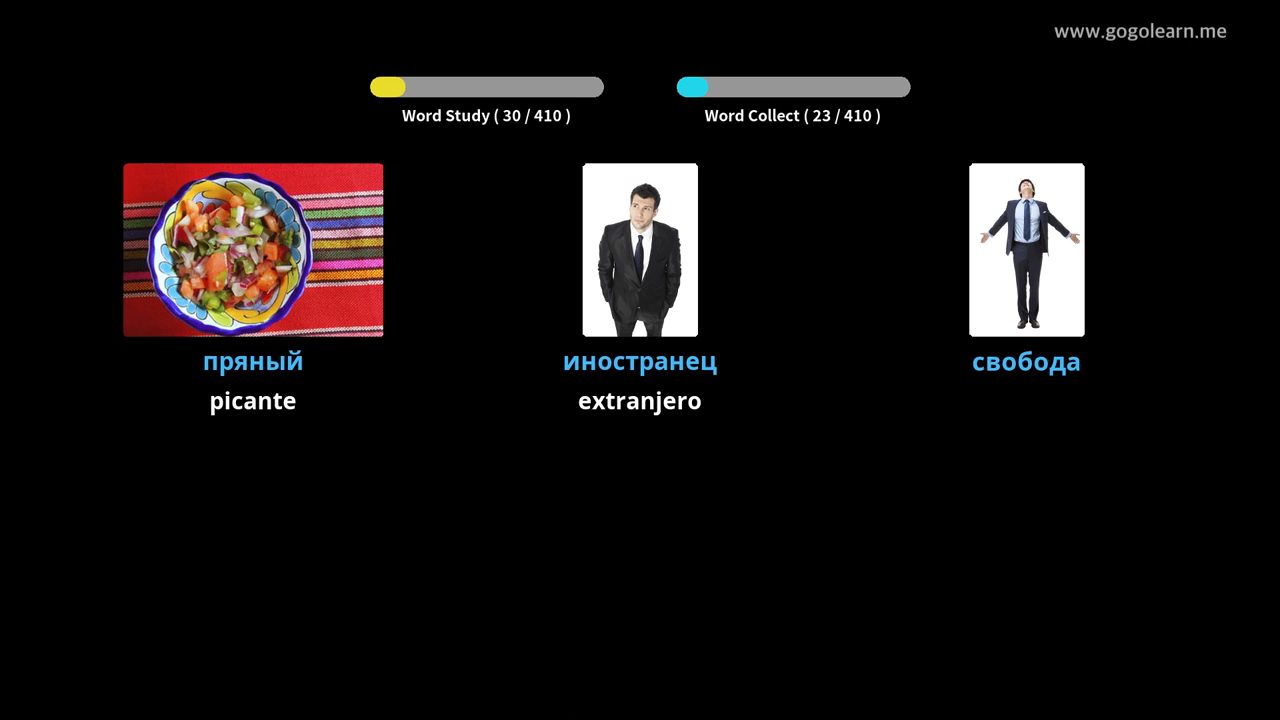 www.gogolearn.me
Word Study ( 30 / 410 )
Word Collect ( 23 / 410 )
пряный
иностранец
свобода
picante
extranjero